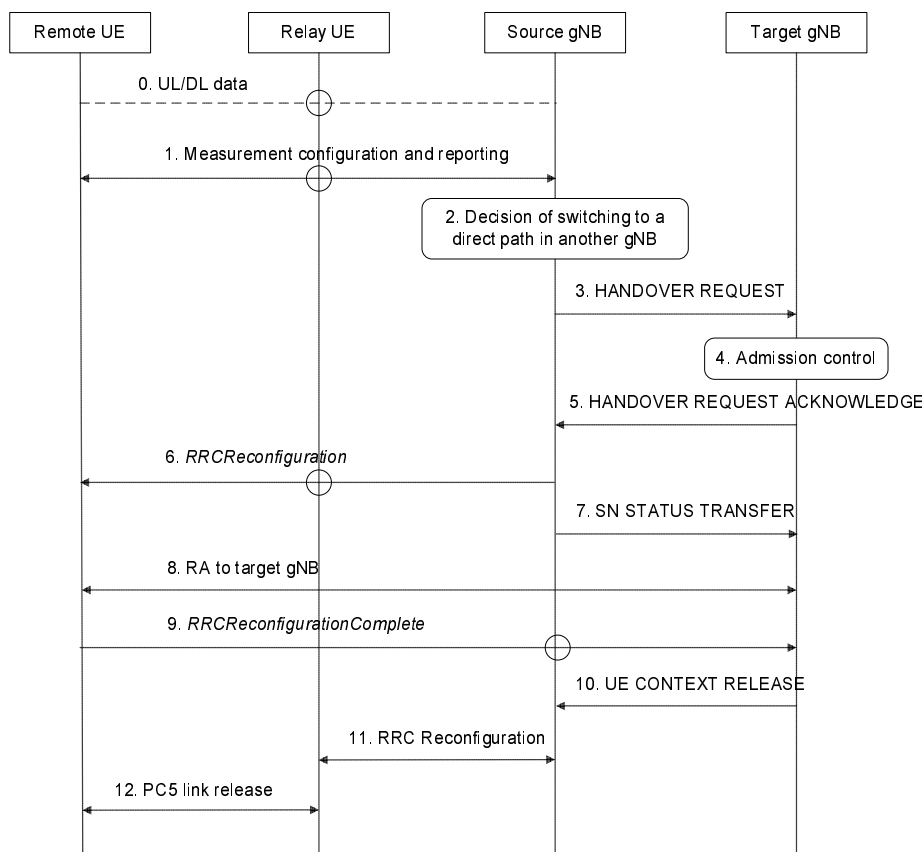 Remote UE
Relay UE
Source gNB
Target gNB
0. UL/DL data
1. Measurement configuration and reporting
2. Decision of switching to a
direct path in another gNB
3. HANDOVER REQUEST
4. Admission control
5. HANDOVER REQUEST ACKNOWLEDGE
6. RRCReconfiguration
7. SN STATUS TRANSFER
8. RA to target gNB
9. RRCReconfigurationComplete
10. UE CONTEXT RELEASE
11. RRC Reconfiguration
12. PC5 link release